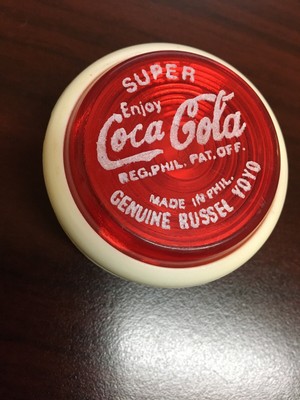 SUPER
Enjoy
Coca Cola
REG. PHIL. PAT. OFF.
MADE IN PHIL.
GENUINE RUSSEL YOYO